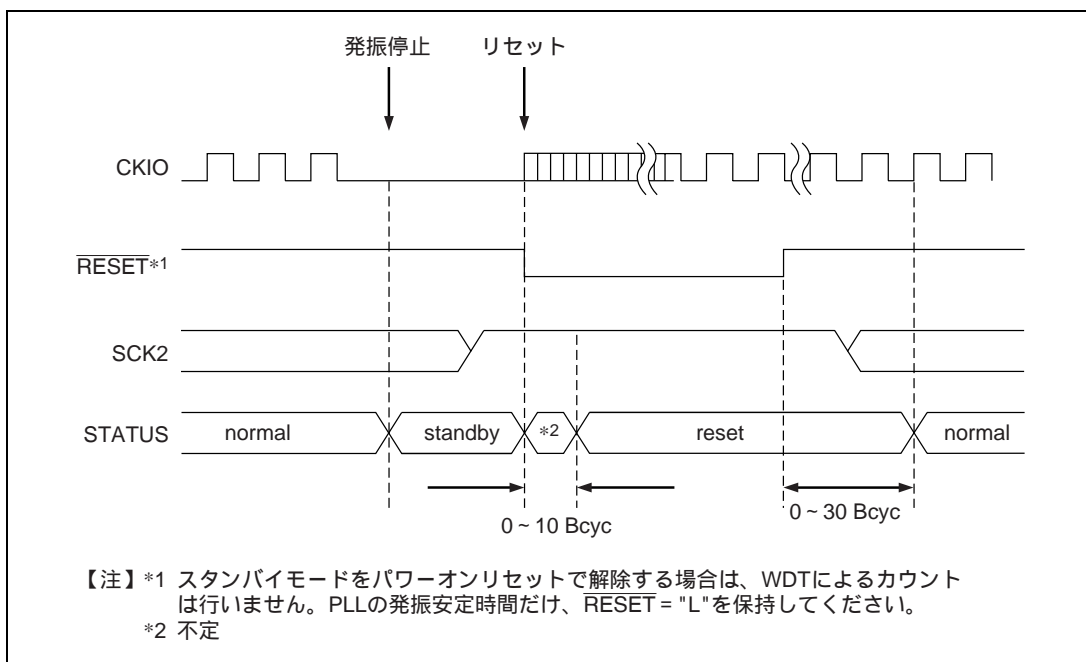 発振停止 リセット
CKIO
RESET*1
SCK2
STATUS normal standby *2 reset normal
0 ~ 10 Bcyc 0 ~ 30 Bcyc
【注】*1 スタンバイモードをパワーオンリセットで解除する場合は、WDTによるカウント
は行いません。PLLの発振安定時間だけ、RESET = "L"を保持してください。
*2 不定